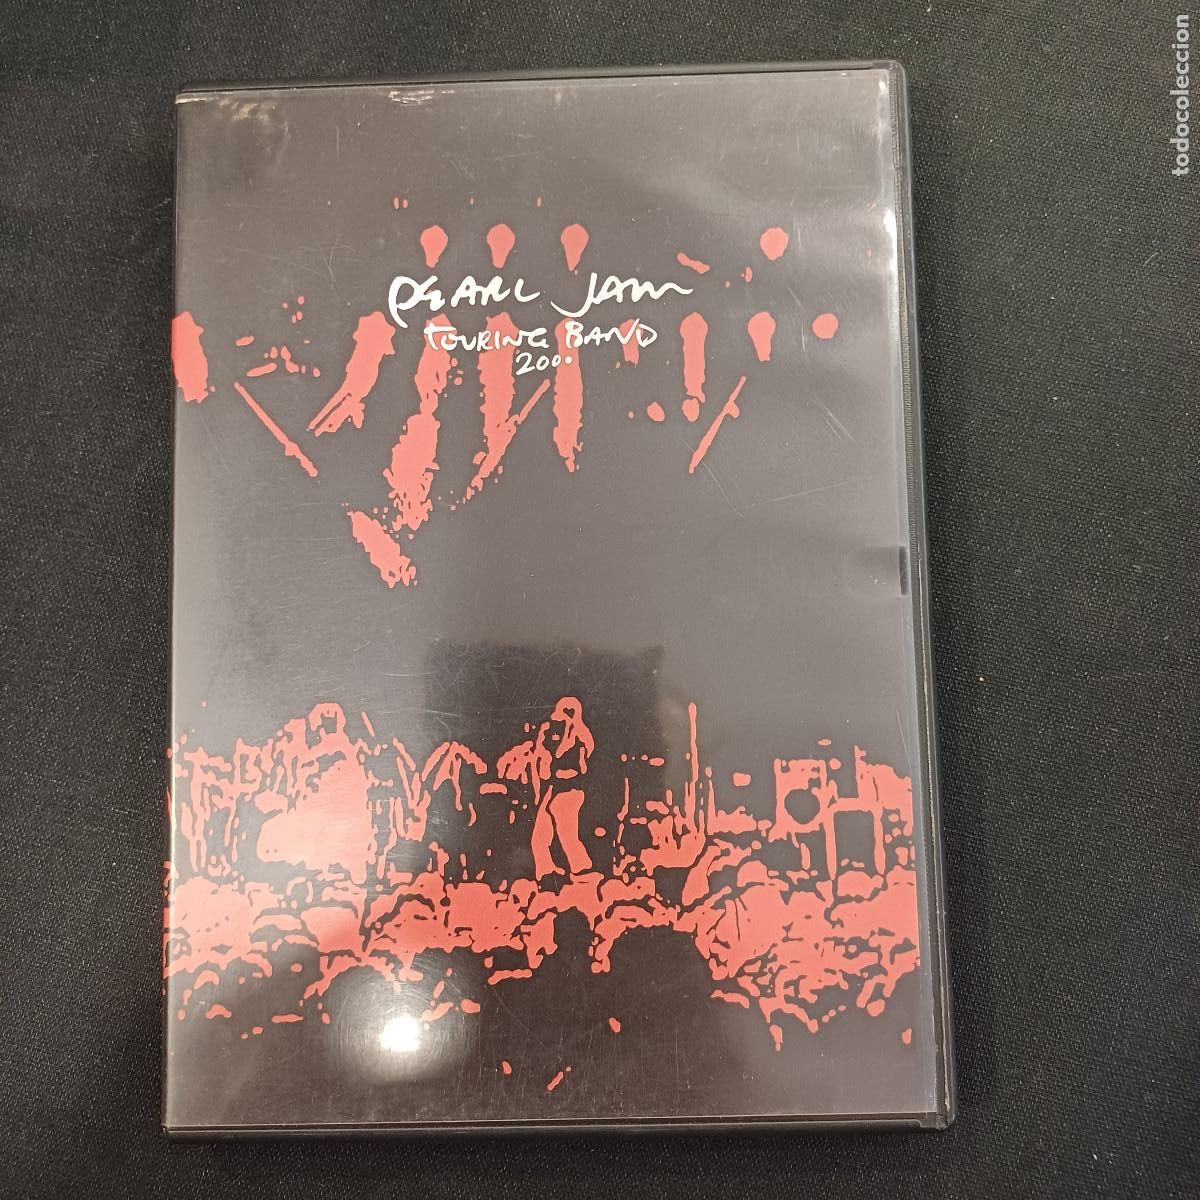 PEARL JAM
TOURING BAND
2000
todocoleccion